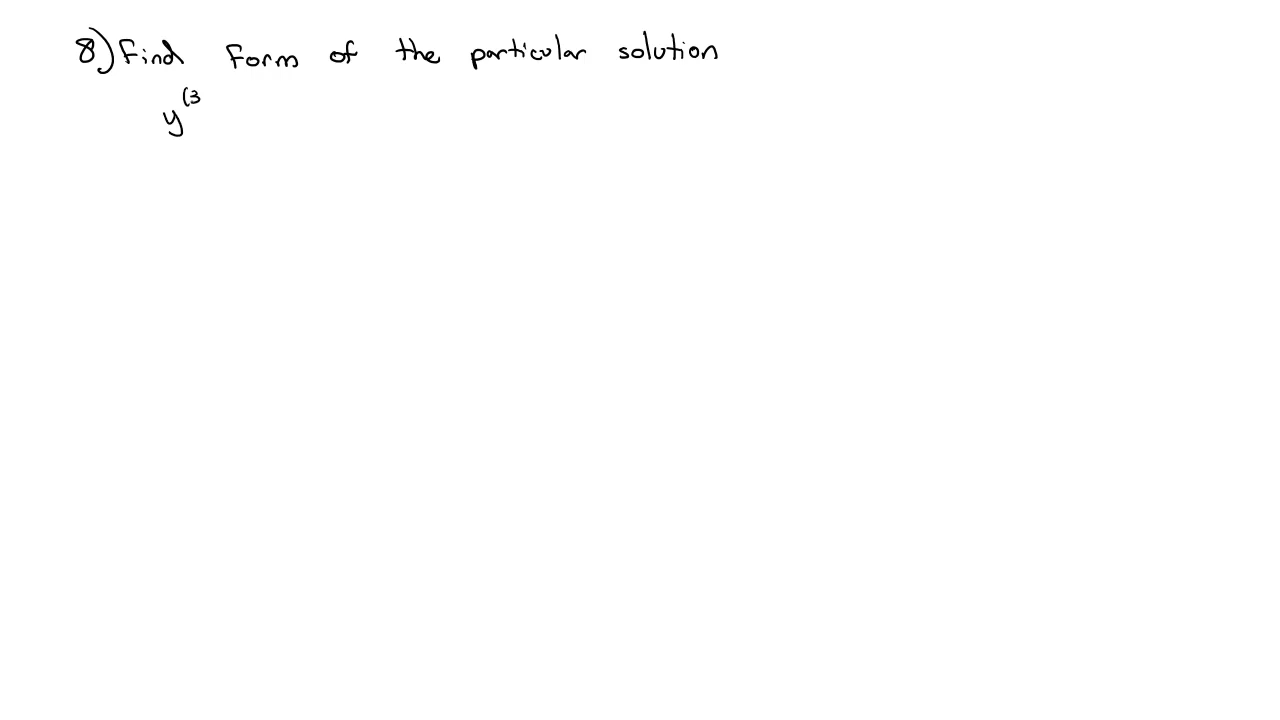 8) Find form of the particular solution
y^(3